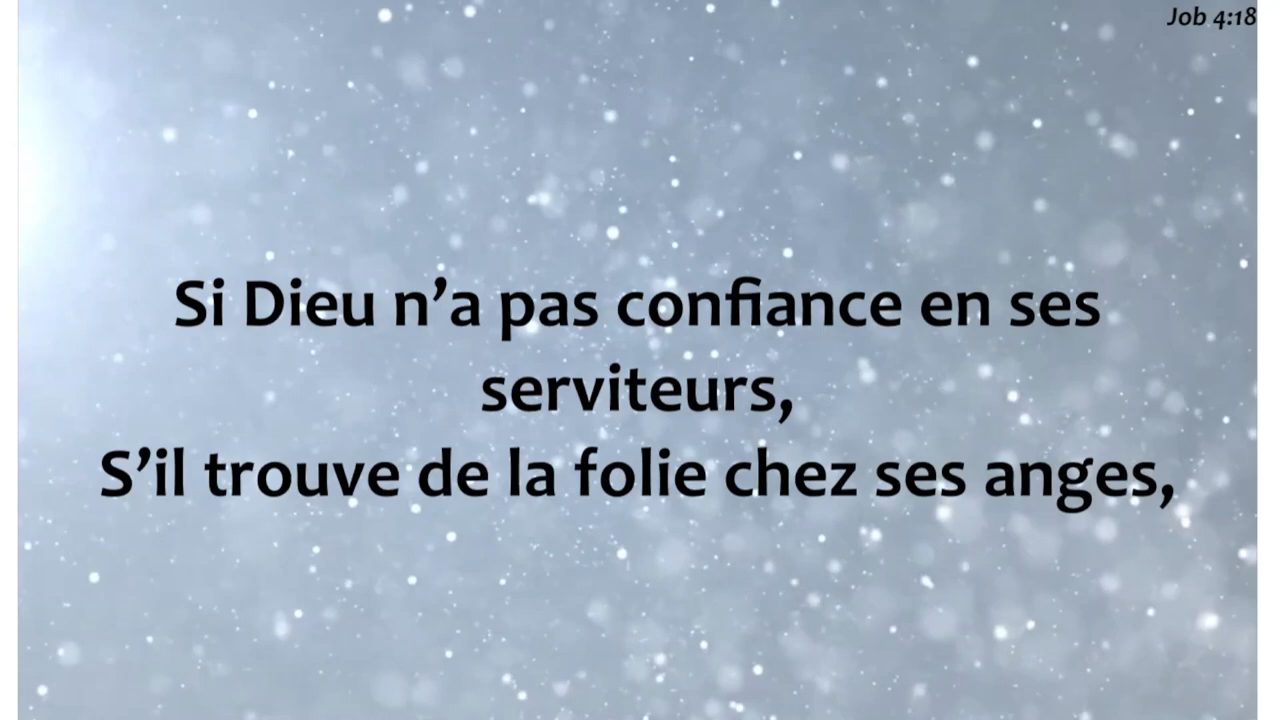 Job 4:18
Si Dieu n’a pas confiance en ses
serviteurs,
S’il trouve de la folie chez ses anges,